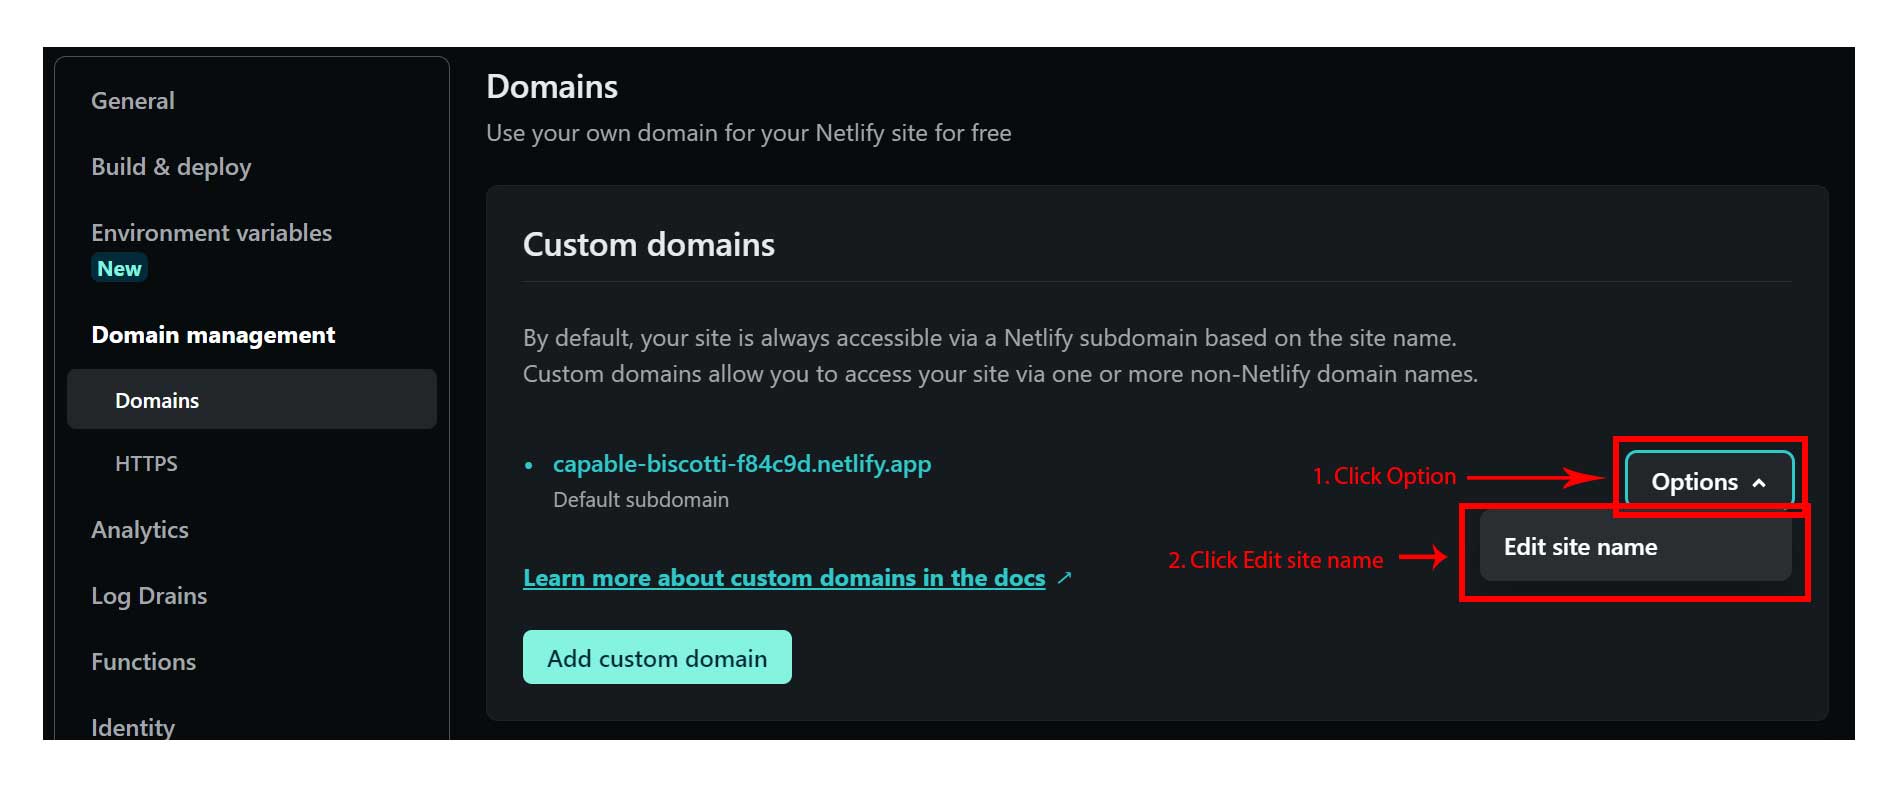 General
Build & deploy
Environment variables
New
Domain management
Domains
HTTPS
Analytics
Log Drains
Functions
Identity
Domains
Use your own domain for your Netlify site for free
Custom domains
By default, your site is always accessible via a Netlify subdomain based on the site name.
Custom domains allow you to access your site via one or more non-Netlify domain names.
capable-biscotti-f84c9d.netlify.app
Default subdomain
1. Click Option
Options
2. Click Edit site name
Edit site name
Learn more about custom domains in the docs
Add custom domain